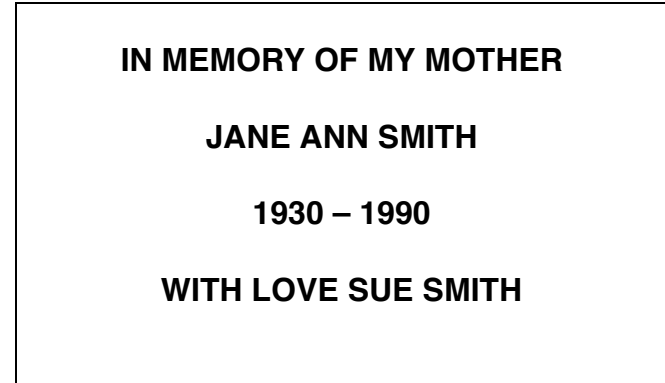 IN MEMORY OF MY MOTHER
JANE ANN SMITH
1930 – 1990
WITH LOVE SUE SMITH